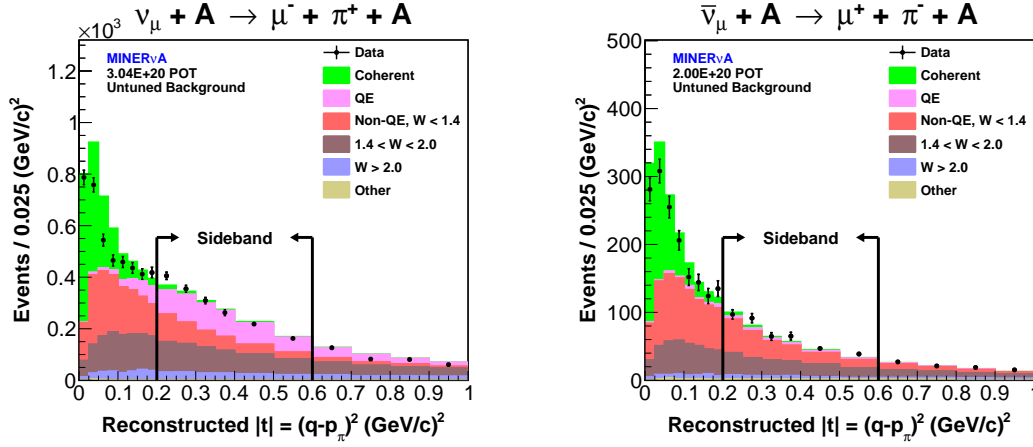 νμ + A → μ- + π+ + A
×10³
MINERνA
3.04E+20 POT
Untuned Background
Data
Coherent
QE
Non-QE, W < 1.4
1.4 < W < 2.0
W > 2.0
Other
Sideband
Events / 0.025 (GeV/c)²
1.2
1
0.8
0.6
0.4
0.2
0
0 0.1 0.2 0.3 0.4 0.5 0.6 0.7 0.8 0.9 1
Reconstructed |t| = (q-pπ)² (GeV/c)²
ν̄μ + A → μ+ + π- + A
MINERνA
2.00E+20 POT
Untuned Background
Data
Coherent
QE
Non-QE, W < 1.4
1.4 < W < 2.0
W > 2.0
Other
Sideband
Events / 0.025 (GeV/c)²
500
400
300
200
100
0
0 0.1 0.2 0.3 0.4 0.5 0.6 0.7 0.8 0.9 1
Reconstructed |t| = (q-pπ)² (GeV/c)²